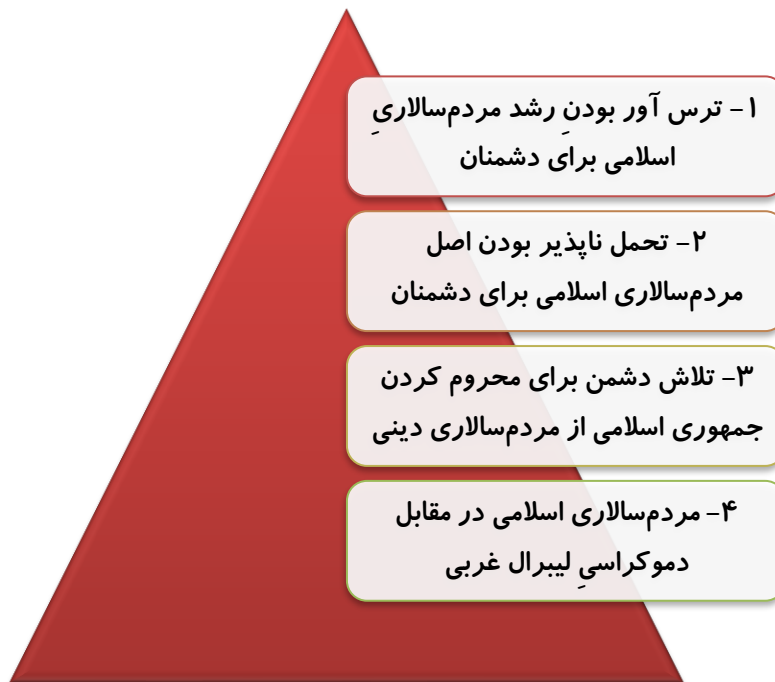 ۱- ترس آور بودنِ رشد مردم‌سالاریِ
اسلامی برای دشمنان
۲- تحمل ناپذیر بودن اصل
مردم‌سالاری اسلامی برای دشمنان
۳- تلاش دشمن برای محروم کردن
جمهوری اسلامی از مردم‌سالاری دینی
۴- مردم‌سالاری اسلامی در مقابل
دموکراسیِ لیبرال غربی